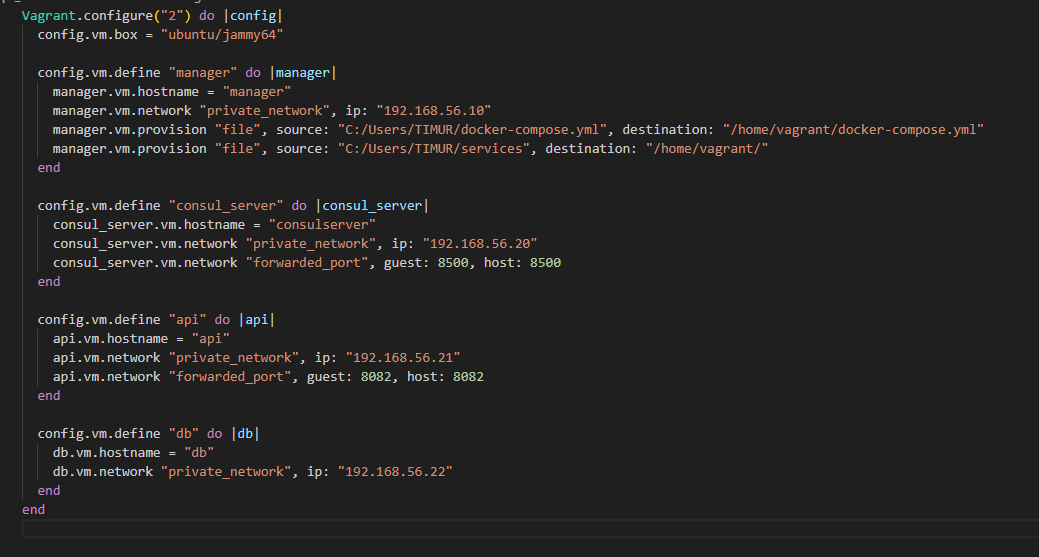 Vagrant.configure("2") do |config|
config.vm.box = "ubuntu/jammy64"
config.vm.define "manager" do |manager|
manager.vm.hostname = "manager"
manager.vm.network "private_network", ip: "192.168.56.10"
manager.vm.provision "file", source: "C:/Users/TIMUR/docker-compose.yml", destination: "/home/vagrant/docker-compose.yml"
manager.vm.provision "file", source: "C:/Users/TIMUR/services", destination: "/home/vagrant/"
end
config.vm.define "consul_server" do |consul_server|
consul_server.vm.hostname = "consulserver"
consul_server.vm.network "private_network", ip: "192.168.56.20"
consul_server.vm.network "forwarded_port", guest: 8500, host: 8500
end
config.vm.define "api" do |api|
api.vm.hostname = "api"
api.vm.network "private_network", ip: "192.168.56.21"
api.vm.network "forwarded_port", guest: 8082, host: 8082
end
config.vm.define "db" do |db|
db.vm.hostname = "db"
db.vm.network "private_network", ip: "192.168.56.22"
end
end